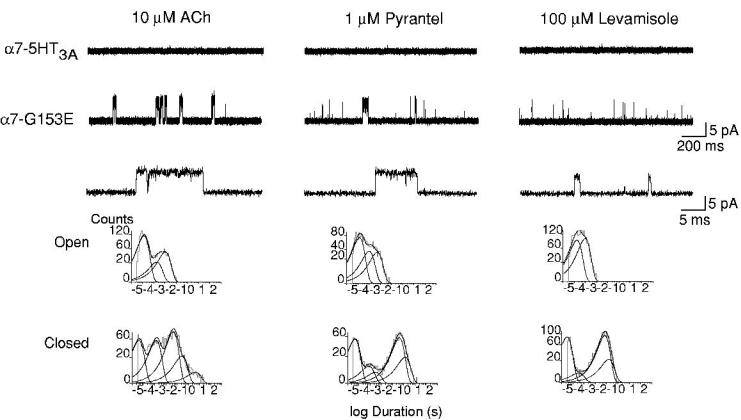 10 μM ACh 1 μM Pyrantel 100 μM Levamisole
α7-5HT3A
α7-G153E
5 pA
200 ms
5 pA
5 ms
Counts
Open
120 80 120
80 40 60
20 20 20
0 0 0
-5-4-3-2-10 1 2 -5-4-3-2-10 1 2 -5-4-3-2-10 1 2
Closed
60 60 100
20 20 60
20
0 0 0
-5-4-3-2-10 1 2 -5-4-3-2-10 1 2 -5-4-3-2-10 1 2
log Duration (s)